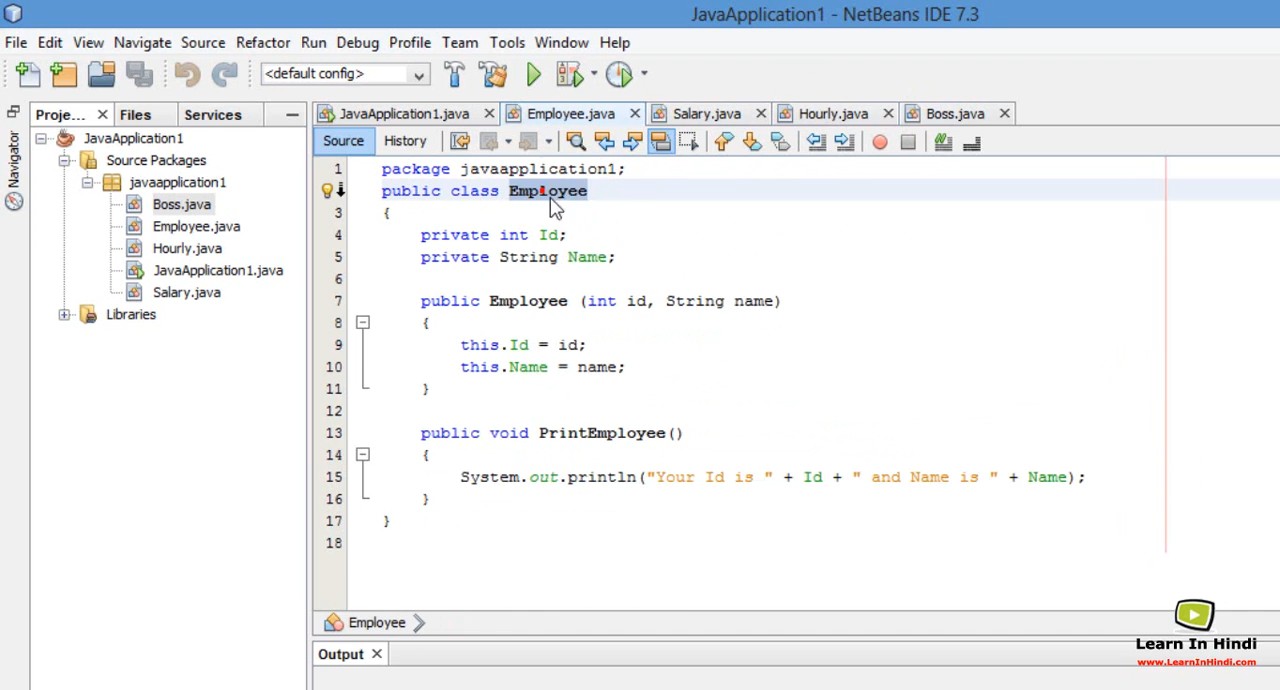 JavaApplication1 - NetBeans IDE 7.3
File Edit View Navigate Source Refactor Run Debug Profile Team Tools Window Help
<default config>
Proje... Files Services
JavaApplication1.java Employee.java Salary.java Hourly.java Boss.java
Navigator
Source History
JavaApplication1
Source Packages
javaapplication1
Boss.java
Employee.java
Hourly.java
JavaApplication1.java
Salary.java
Libraries
1 package javaapplication1;
public class Employee
3 {
4 private int Id;
5 private String Name;
6
7 public Employee (int id, String name)
8 {
9 this.Id = id;
10 this.Name = name;
11 }
12
13 public void PrintEmployee()
14 {
15 System.out.println("Your Id is " + Id + " and Name is " + Name);
16 }
17 }
18
Employee
Output
Learn In Hindi
www.LearnInHindi.com